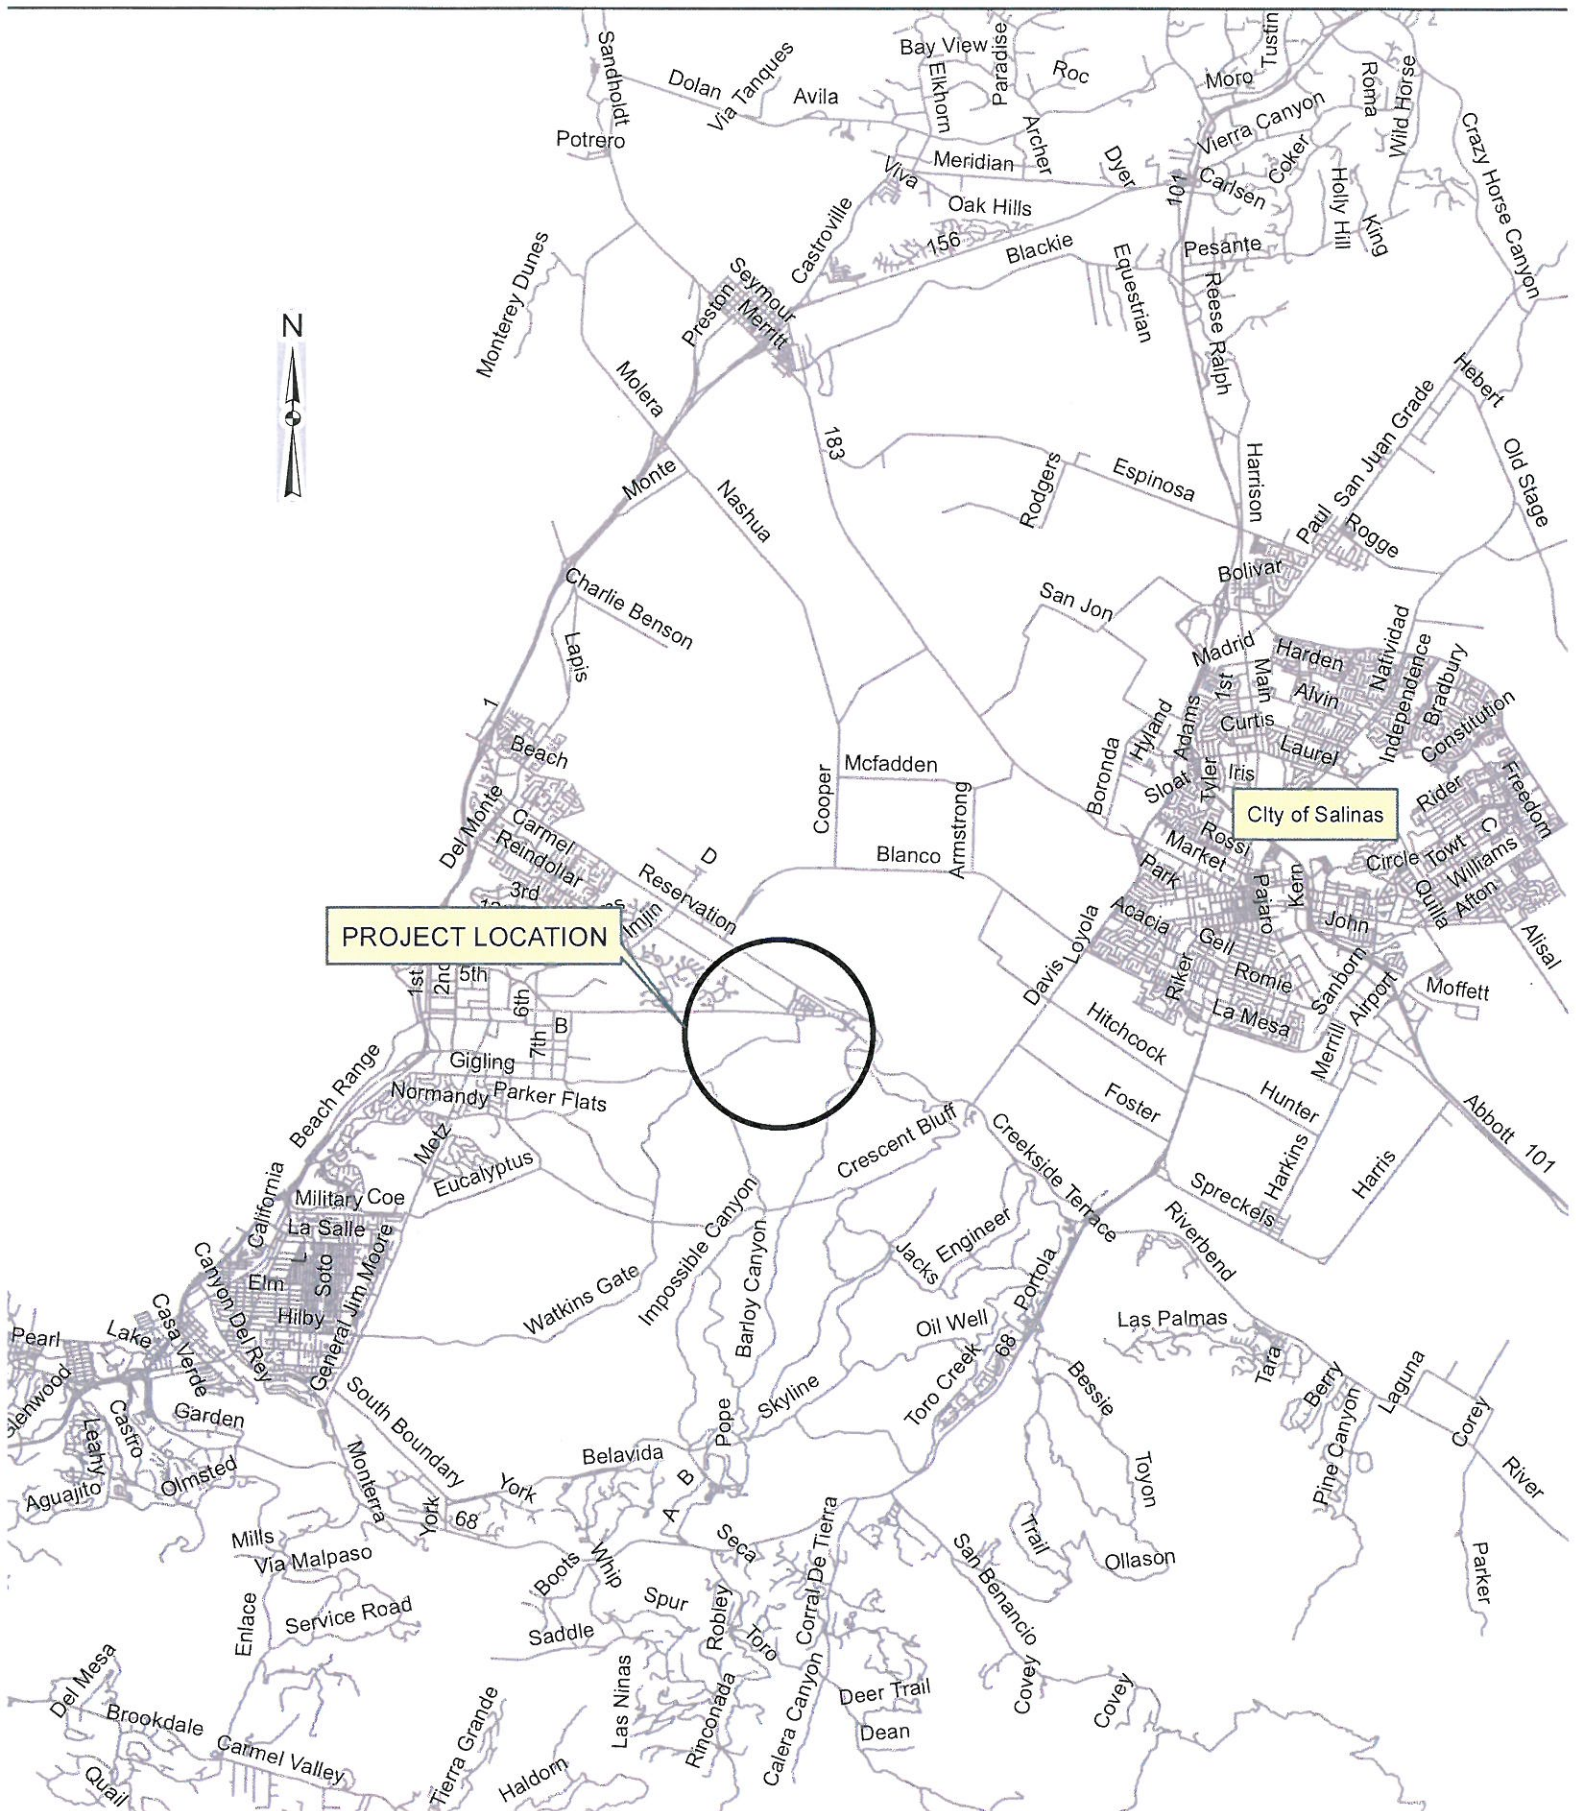 Sandholdt
Dolan
Via Tanques
Avila
Bay View
Elkhorn
Paradise
Roc
Archer
Moro
Tustin
Roma
Wild Horse
Vierra Canyon
Coker
Crazy Horse Canyon
Potrero
Viva
Meridian
Dyer
101
Carlsen
Holly Hill
King
Oak Hills
Castroville
156
Blackie
Equestrian
Pesante
Reese Ralph
Monterey Dunes
Seymour
Merritt
Preston
N
Molera
183
Hebert
San Juan Grade
Old Stage
Monte
Nashua
Rodgers
Espinosa
Harrison
Paul
Rogge
Bolivar
Charlie Benson
Lapis
San Jon
Madrid
Harden
Natividad
Independence
Bradbury
Constitution
1st
Main
Alvin
Curtis
Laurel
Hyland
Adams
Boronda
Sloat
Tyler
Iris
1
Beach
Cooper
Mcfadden
Armstrong
Blanco
CIty of Salinas
Rider
Freedom
Del Monte
Carmel
Reindollar
3rd
D
Reservation
Rossi
Market
Park
Pajaro
Kern
Circle
Towt
C
Williams
Quilla
Afton
Alisal
John
PROJECT LOCATION
Acacia
Gell
Riker
Romie
Sanborn
Airport
Moffett
La Mesa
Merrill
Loyola
Davis
Hitchcock
1st
5th
6th
7th
B
Gigling
Normandy
Parker Flats
Beach Range
Metz
Eucalyptus
Foster
Hunter
Harkins
Harris
Abbott
101
Crescent Bluff
Creekside Terrace
Spreckels
California
Military
Coe
La Salle
L
Soto
Elm
Hilby
General Jim Moore
Canyon Del Rey
Casa Verde
Lake
Pearl
Impossible Canyon
Barloy Canyon
Watkins Gate
Jacks
Engineer
Portola
Riverbend
Oil Well
68
Toro Creek
Las Palmas
Tara
Berry
Pine Canyon
Laguna
Corey
River
Parker
Glenwood
Leahy
Castro
Garden
Olmsted
Aguajito
South Boundary
Monterra
York
York
68
Belavida
Pope
Skyline
B
A
Seca
Bessie
Toyon
Trail
Ollason
San Benancio
Corral De Tierra
Mills
Via Malpaso
Enlace
Service Road
Boots
Whip
Spur
Saddle
Robley
Toro
Las Ninas
Rinconada
Calera Canyon
Deer Trail
Dean
Covey
Covey
Del Mesa
Brookdale
Carmel Valley
Quail
Tierra Grande
Haldorn